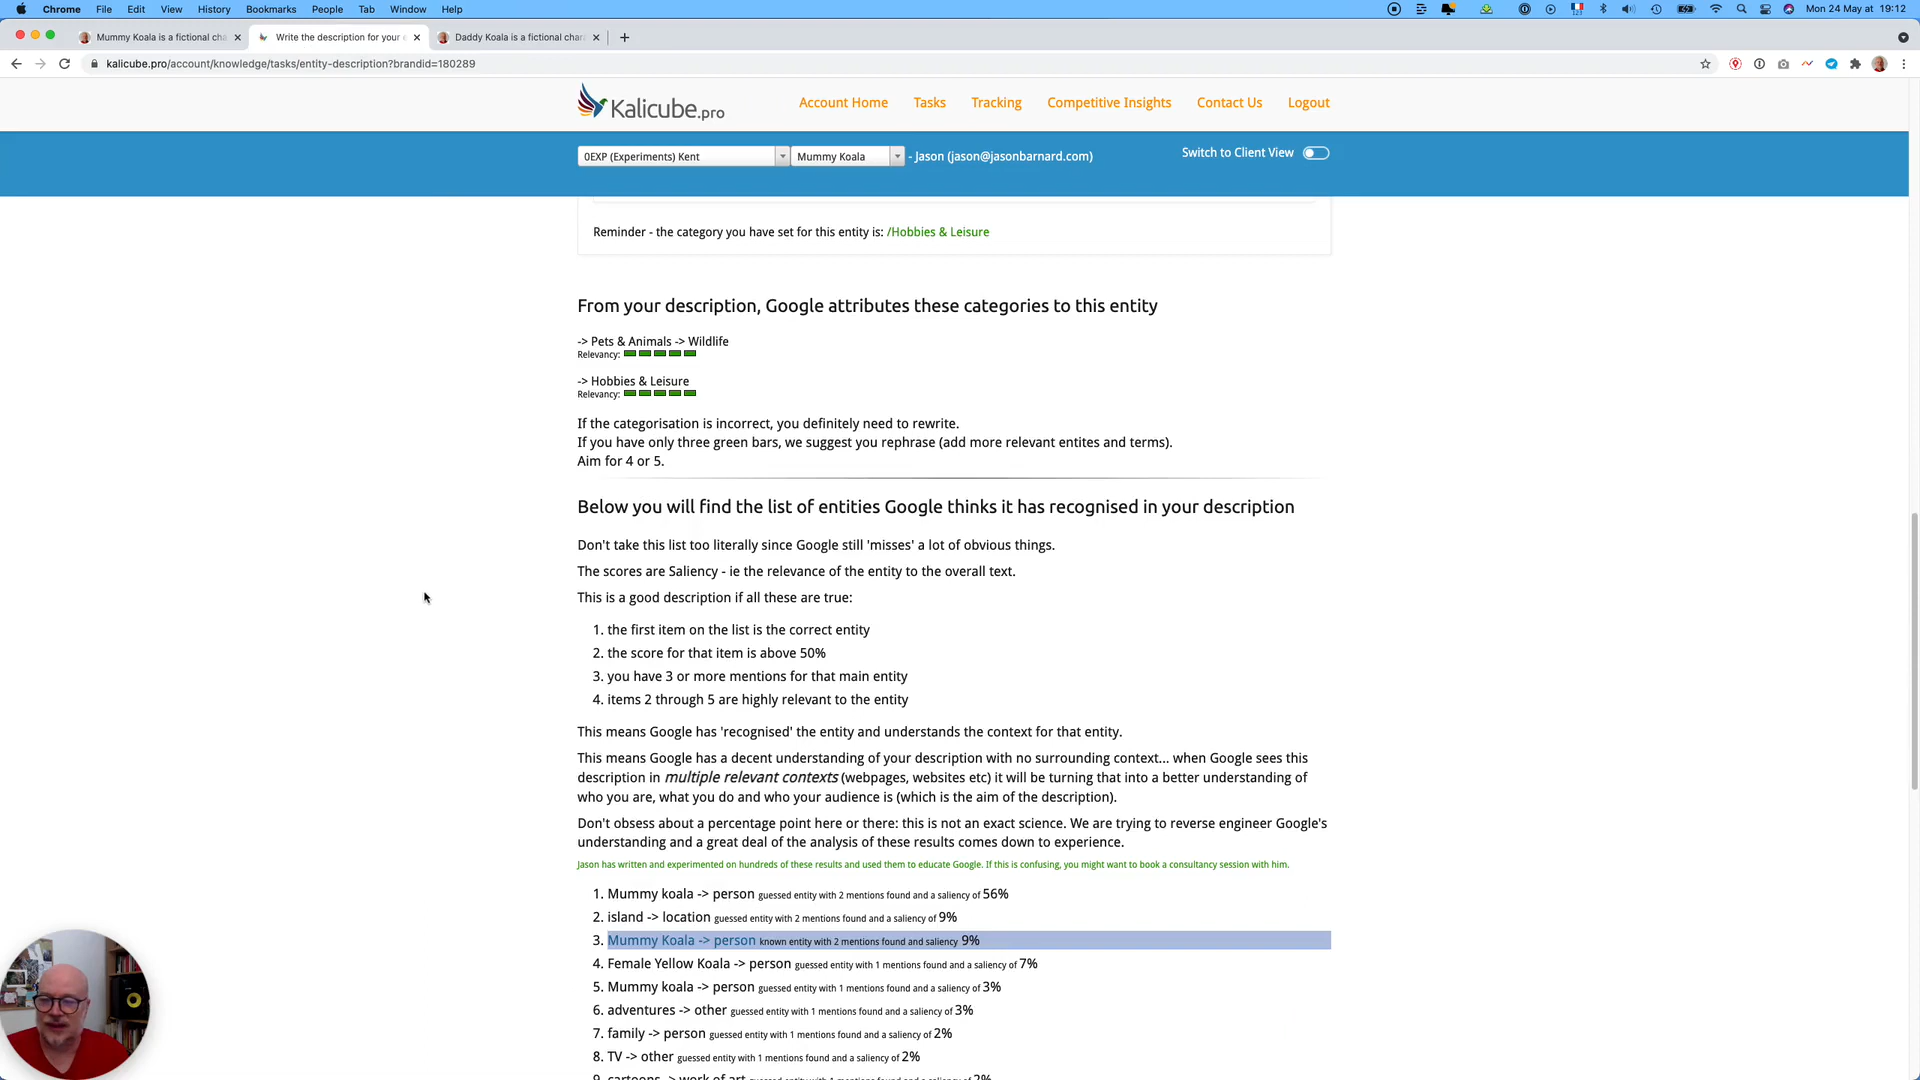 Chrome File Edit View History Bookmarks People Tab Window Help
Mon 24 May at 19:12
Mummy Koala is a fictional cha
Write the description for your
Daddy Koala is a fictional char
kalicube.pro/account/knowledge/tasks/entity-description?brandid=180289
Kalicube.pro
Account Home Tasks Tracking Competitive Insights Contact Us Logout
0EXP (Experiments) Kent Mummy Koala - Jason (jason@jasonbarnard.com) Switch to Client View
Reminder - the category you have set for this entity is: /Hobbies & Leisure
From your description, Google attributes these categories to this entity
-> Pets & Animals -> Wildlife
Relevancy:
-> Hobbies & Leisure
Relevancy:
If the categorisation is incorrect, you definitely need to rewrite.
If you have only three green bars, we suggest you rephrase (add more relevant entites and terms).
Aim for 4 or 5.
Below you will find the list of entities Google thinks it has recognised in your description
Don't take this list too literally since Google still 'misses' a lot of obvious things.
The scores are Saliency - ie the relevance of the entity to the overall text.
This is a good description if all these are true:
1. the first item on the list is the correct entity
2. the score for that item is above 50%
3. you have 3 or more mentions for that main entity
4. items 2 through 5 are highly relevant to the entity
This means Google has 'recognised' the entity and understands the context for that entity.
This means Google has a decent understanding of your description with no surrounding context... when Google sees this
description in multiple relevant contexts (webpages, websites etc) it will be turning that into a better understanding of
who you are, what you do and who your audience is (which is the aim of the description).
Don't obsess about a percentage point here or there: this is not an exact science. We are trying to reverse engineer Google's
understanding and a great deal of the analysis of these results comes down to experience.
Jason has written and experimented on hundreds of these results and used them to educate Google. If this is confusing, you might want to book a consultancy session with him.
1. Mummy koala -> person guessed entity with 2 mentions found and a saliency of 56%
2. island -> location guessed entity with 2 mentions found and a saliency of 9%
3. Mummy Koala -> person known entity with 2 mentions found and saliency 9%
4. Female Yellow Koala -> person guessed entity with 1 mentions found and a saliency of 7%
5. Mummy koala -> person guessed entity with 1 mentions found and a saliency of 3%
6. adventures -> other guessed entity with 1 mentions found and a saliency of 3%
7. family -> person guessed entity with 1 mentions found and a saliency of 2%
8. TV -> other guessed entity with 1 mentions found and a saliency of 2%
9. cartoons -> work of art guessed entity with 1 mentions found and a saliency of 2%